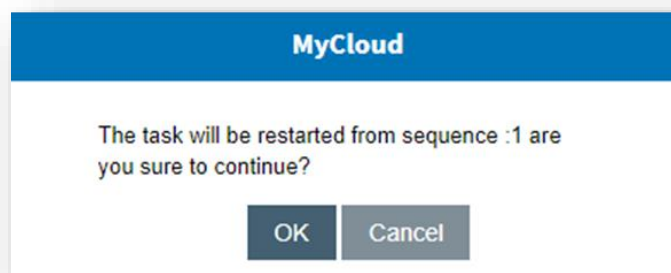 MyCloud
The task will be restarted from sequence :1 are
you sure to continue?
OK Cancel